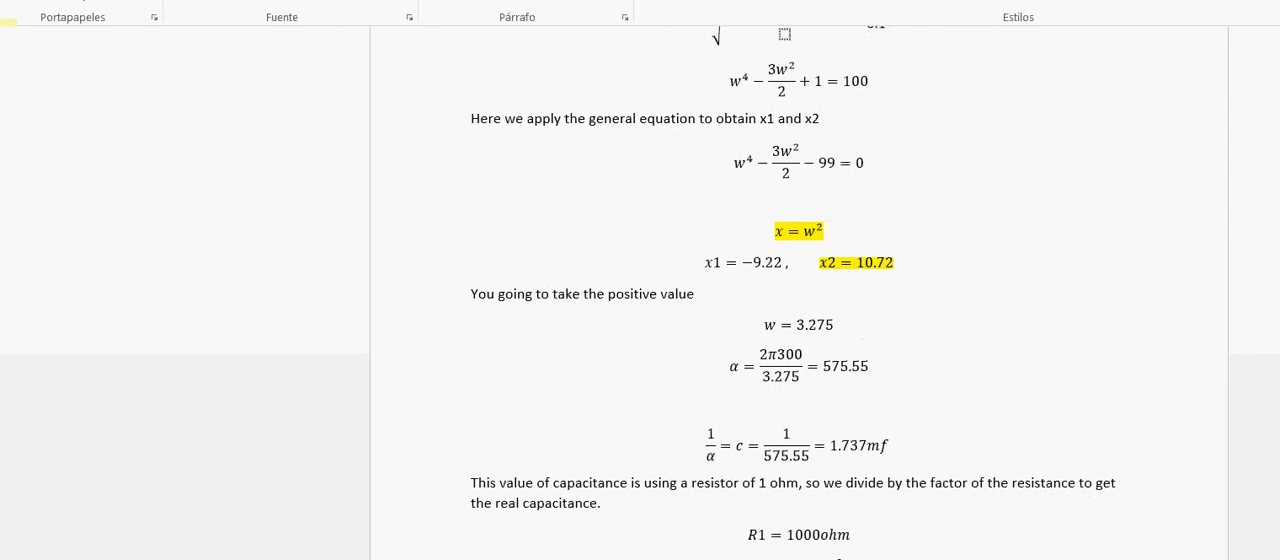 Portapapeles Fuente Párrafo Estilos
√
w⁴ − 3w²/2 + 1 = 100
Here we apply the general equation to obtain x1 and x2
w⁴ − 3w²/2 − 99 = 0
x = w²
x1 = −9.22 , x2 = 10.72
You going to take the positive value
w = 3.275
α = 2π300/3.275 = 575.55
1/α = c = 1/575.55 = 1.737mf
This value of capacitance is using a resistor of 1 ohm, so we divide by the factor of the resistance to get
the real capacitance.
R1 = 1000ohm